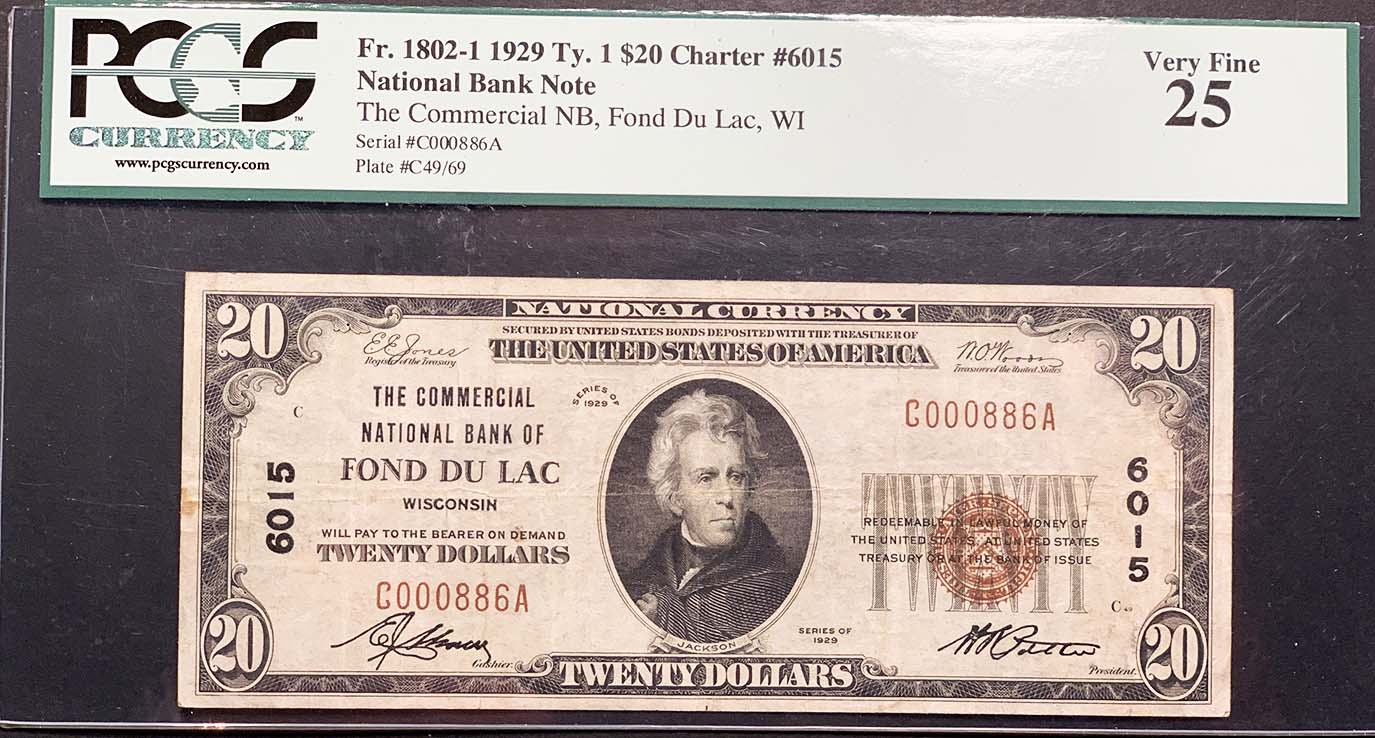 PCGS
CURRENCY
TM
www.pcgscurrency.com
Fr. 1802-1 1929 Ty. 1 $20 Charter #6015
National Bank Note
The Commercial NB, Fond Du Lac, WI
Serial #C000886A
Plate #C49/69
Very Fine
25
NATIONAL CURRENCY
SECURED BY UNITED STATES BONDS DEPOSITED WITH THE TREASURER OF
THE UNITED STATES OF AMERICA
20
20
E E Jones
Register of the Treasury
W O Woods
Treasurer of the United States
THE COMMERCIAL
NATIONAL BANK OF
FOND DU LAC
WISCONSIN
WILL PAY TO THE BEARER ON DEMAND
TWENTY DOLLARS
C000886A
C
SERIES OF
1929
6015
C000886A
TWENTY
REDEEMABLE IN LAWFUL MONEY OF
THE UNITED STATES AT UNITED STATES
TREASURY OR AT THE BANK OF ISSUE
6015
C49
JACKSON
SERIES OF
1929
Cashier.
President.
20
TWENTY DOLLARS
20